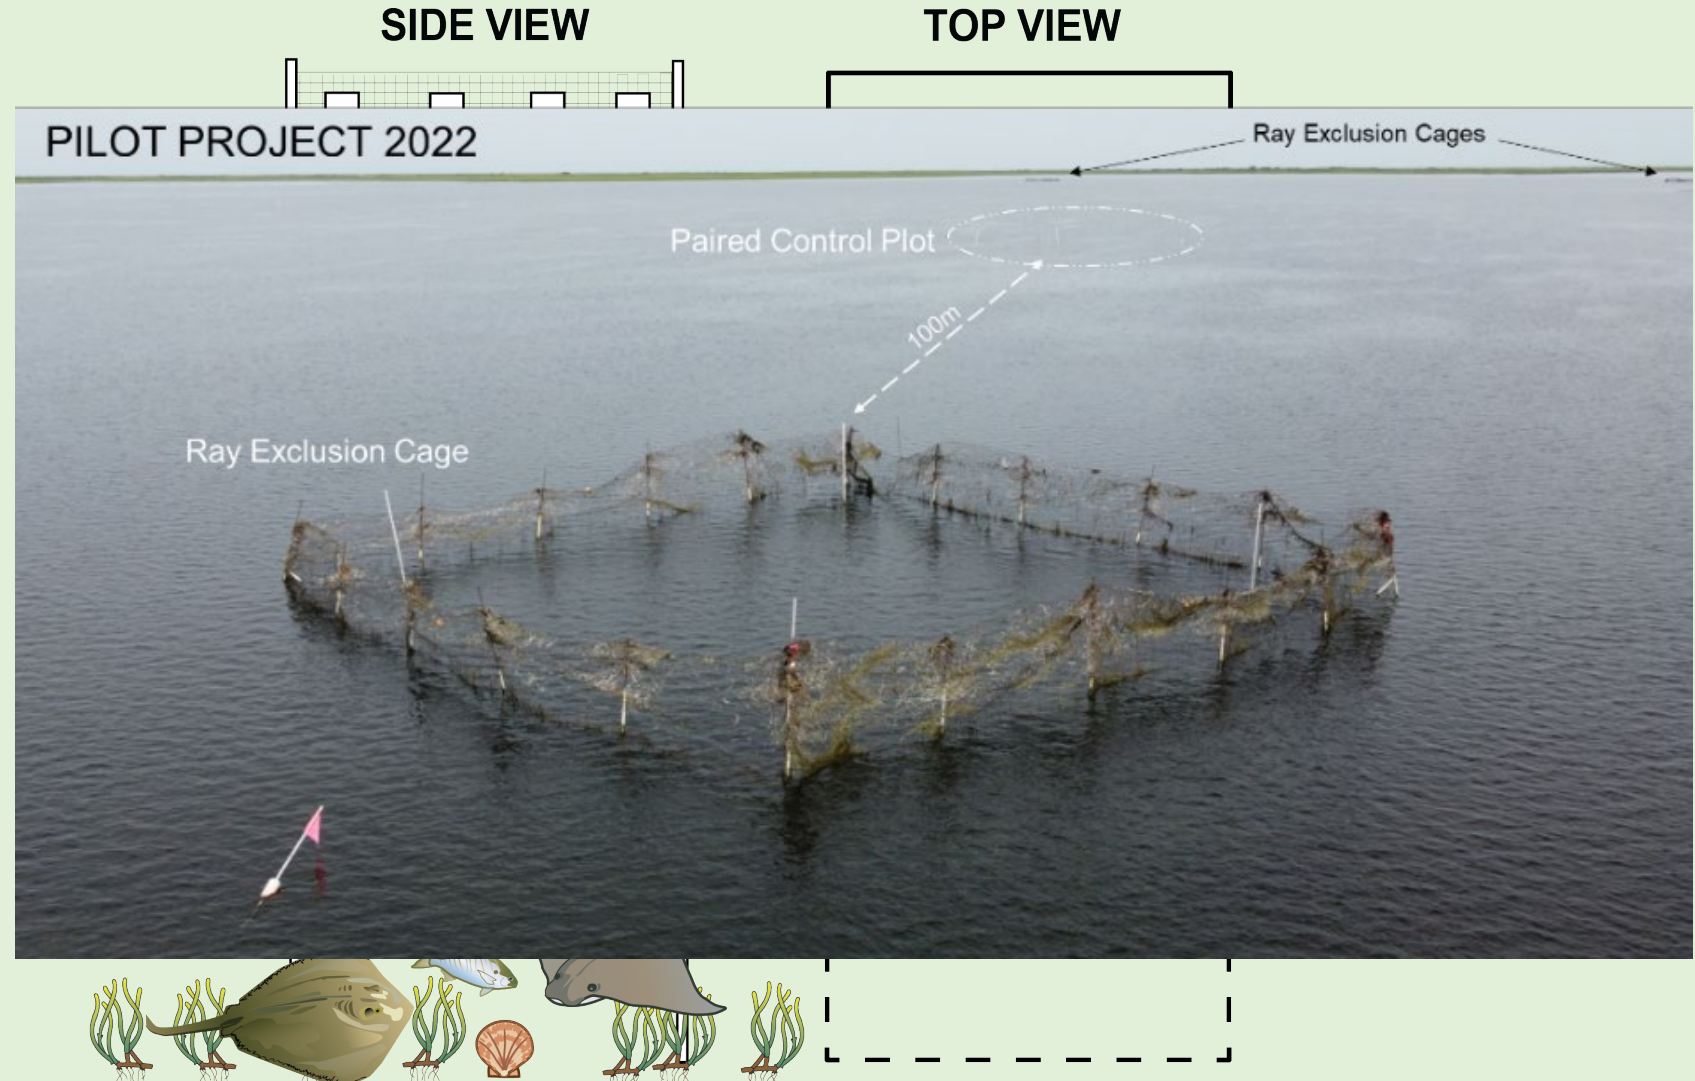 SIDE VIEW
TOP VIEW
PILOT PROJECT 2022
Ray Exclusion Cages
Paired Control Plot
100m
Ray Exclusion Cage